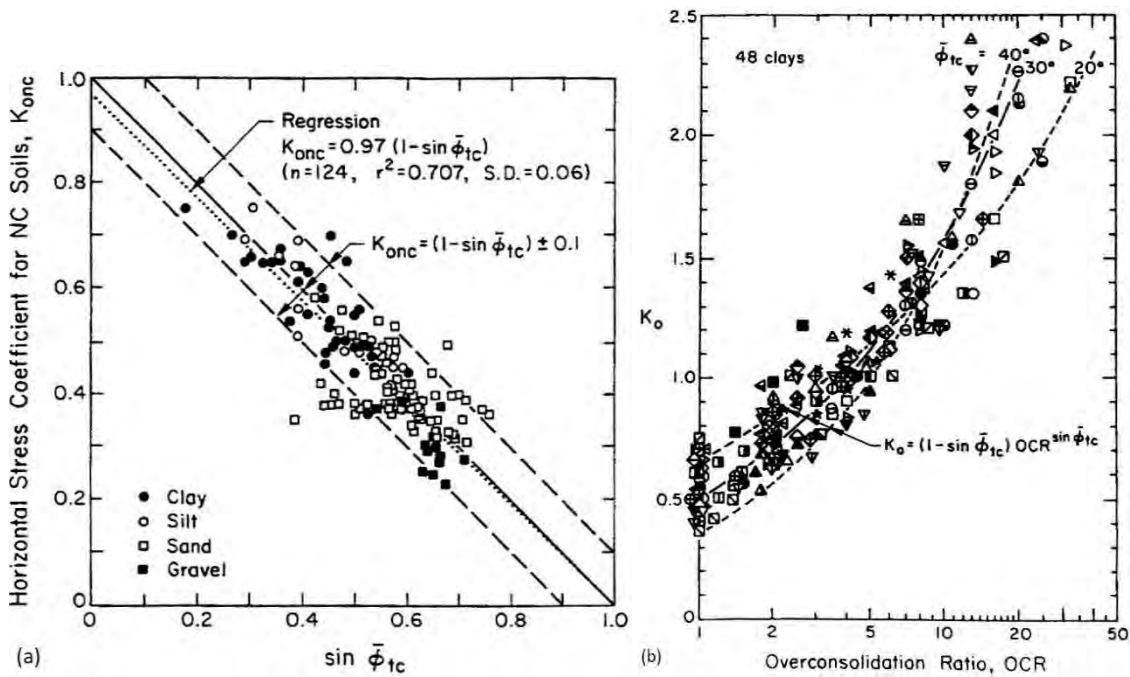 Horizontal Stress Coefficient for NC Soils, Konc
1.0
0.8
0.6
0.4
0.2
0
Regression
Konc=0.97 (1-sin φ̄tc)
(n=124, r²=0.707, S.D.=0.06)
Konc=(1-sin φ̄tc) ± 0.1
Clay
Silt
Sand
Gravel
0 0.2 0.4 0.6 0.8 1.0
sin φ̄tc
(a)
2.5
2.0
1.5
Ko
1.0
0.5
0
48 clays
φ̄tc = 40°
30°
20°
Ko=(1-sin φ̄tc) OCR sin φ̄tc
1 2 5 10 20 50
Overconsolidation Ratio, OCR
(b)